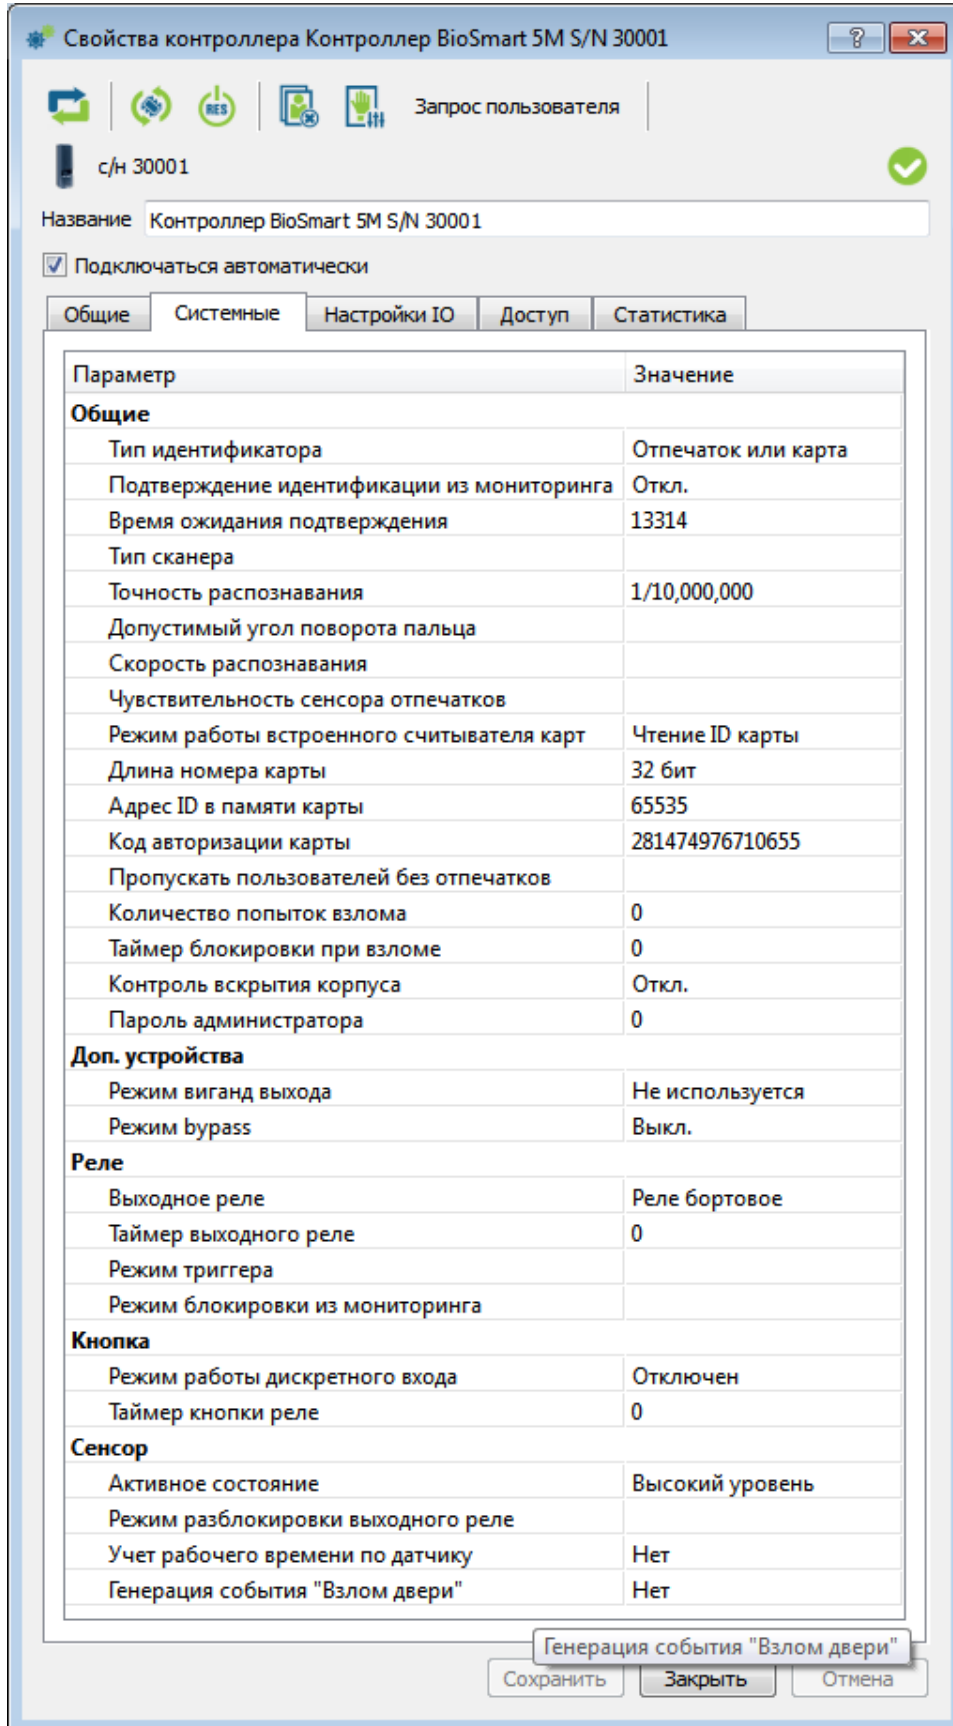 Свойства контроллера Контроллер BioSmart 5M S/N 30001
RES
Запрос пользователя
с/н 30001
Название Контроллер BioSmart 5M S/N 30001
Подключаться автоматически
Общие Системные Настройки IO Доступ Статистика
Параметр Значение
Общие
Тип идентификатора Отпечаток или карта
Подтверждение идентификации из мониторинга Откл.
Время ожидания подтверждения 13314
Тип сканера
Точность распознавания 1/10,000,000
Допустимый угол поворота пальца
Скорость распознавания
Чувствительность сенсора отпечатков
Режим работы встроенного считывателя карт Чтение ID карты
Длина номера карты 32 бит
Адрес ID в памяти карты 65535
Код авторизации карты 281474976710655
Пропускать пользователей без отпечатков
Количество попыток взлома 0
Таймер блокировки при взломе 0
Контроль вскрытия корпуса Откл.
Пароль администратора 0
Доп. устройства
Режим виганд выхода Не используется
Режим bypass Выкл.
Реле
Выходное реле Реле бортовое
Таймер выходного реле 0
Режим триггера
Режим блокировки из мониторинга
Кнопка
Режим работы дискретного входа Отключен
Таймер кнопки реле 0
Сенсор
Активное состояние Высокий уровень
Режим разблокировки выходного реле
Учет рабочего времени по датчику Нет
Генерация события "Взлом двери" Нет
Генерация события "Взлом двери"
Сохранить Закрыть Отмена